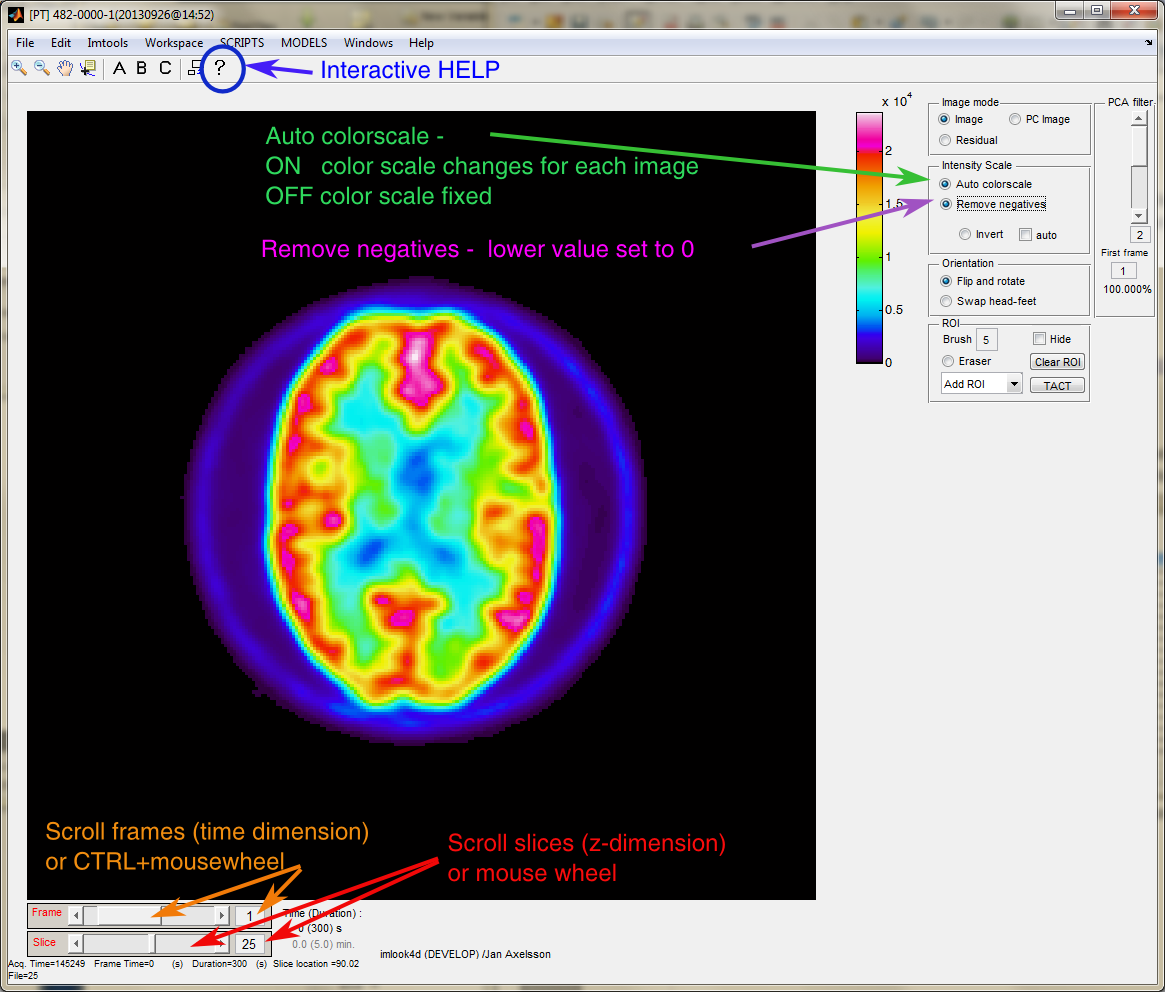 [PT] 482-0000-1(20130926@14:52)
File Edit Imtools Workspace SCRIPTS MODELS Windows Help
A B C ? Interactive HELP
Auto colorscale -
ON color scale changes for each image
OFF color scale fixed
Remove negatives - lower value set to 0
x 10^4
2
1.5
1
0.5
0
Image mode
Image PC Image
Residual
Intensity Scale
Auto colorscale
Remove negatives
Invert auto
Orientation
Flip and rotate
Swap head-feet
ROI
Brush 5 Hide
Eraser Clear ROI
Add ROI TACT
PCA filter
2
First frame
1
100.000%
Scroll frames (time dimension)
or CTRL+mousewheel
Scroll slices (z-dimension)
or mouse wheel
Frame 1 Time (Duration) :
0 (300) s
Slice 25 0.0 (5.0) min.
imlook4d (DEVELOP) /Jan Axelsson
Acq. Time=145249 Frame Time=0 (s) Duration=300 (s) Slice location =90.02
File=25